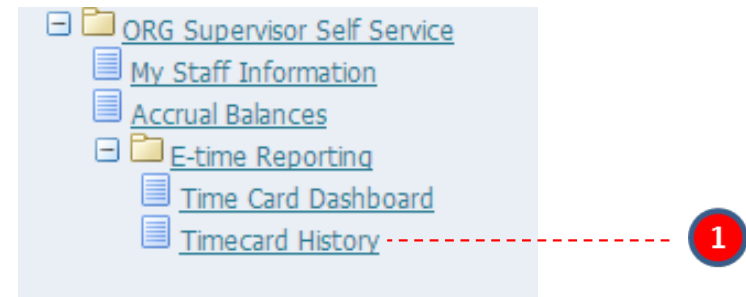 ORG Supervisor Self Service
My Staff Information
Accrual Balances
E-time Reporting
Time Card Dashboard
Timecard History
1